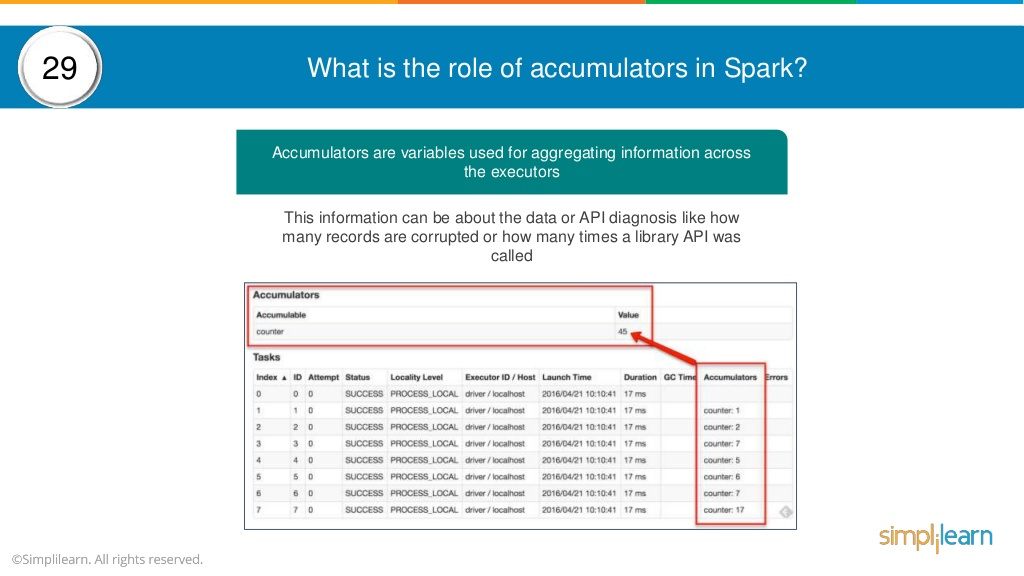 29
What is the role of accumulators in Spark?
Accumulators are variables used for aggregating information across
the executors
This information can be about the data or API diagnosis like how
many records are corrupted or how many times a library API was
called
Accumulators
Accumulable Value
counter 45
Tasks
Index ▲ ID Attempt Status Locality Level Executor ID / Host Launch Time Duration GC Time Accumulators Errors
0 0 0 SUCCESS PROCESS_LOCAL driver / localhost 2016/04/21 10:10:41 17 ms
1 1 0 SUCCESS PROCESS_LOCAL driver / localhost 2016/04/21 10:10:41 17 ms counter: 1
2 2 0 SUCCESS PROCESS_LOCAL driver / localhost 2016/04/21 10:10:41 17 ms counter: 2
3 3 0 SUCCESS PROCESS_LOCAL driver / localhost 2016/04/21 10:10:41 17 ms counter: 7
4 4 0 SUCCESS PROCESS_LOCAL driver / localhost 2016/04/21 10:10:41 17 ms counter: 5
5 5 0 SUCCESS PROCESS_LOCAL driver / localhost 2016/04/21 10:10:41 17 ms counter: 6
6 6 0 SUCCESS PROCESS_LOCAL driver / localhost 2016/04/21 10:10:41 17 ms counter: 7
7 7 0 SUCCESS PROCESS_LOCAL driver / localhost 2016/04/21 10:10:41 17 ms counter: 17
simplilearn
©Simplilearn. All rights reserved.